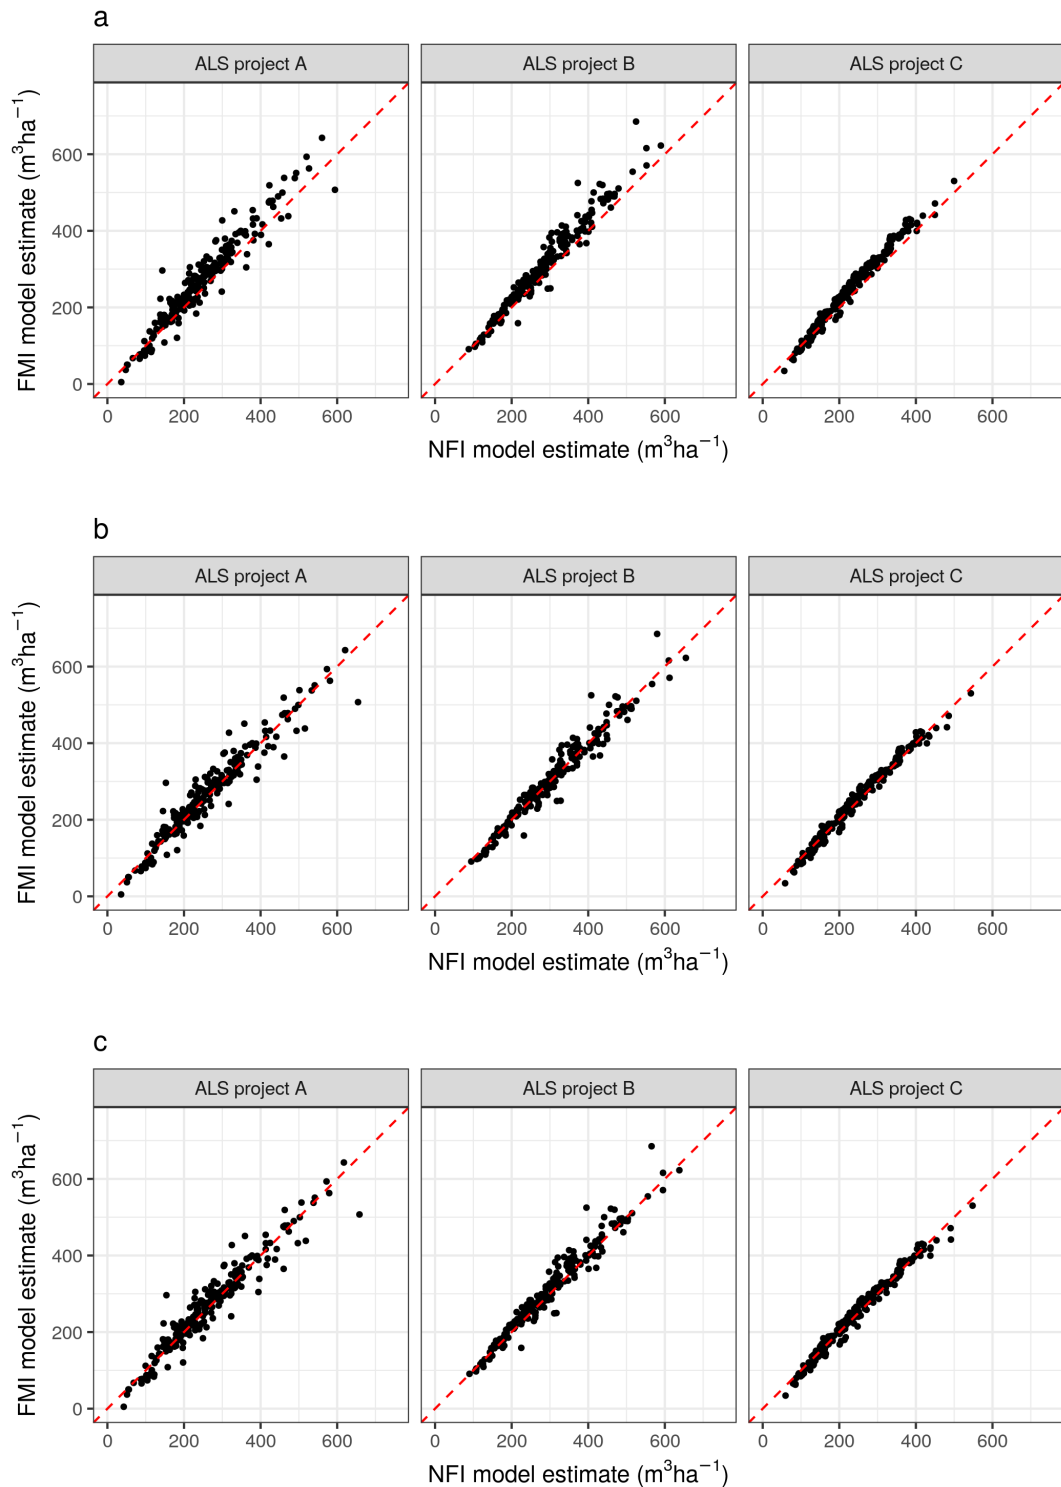 a
ALS project A
ALS project B
ALS project C
FMI model estimate (m³ha⁻¹)
600
400
200
0
0 200 400 600
0 200 400 600
0 200 400 600
NFI model estimate (m³ha⁻¹)
b
ALS project A
ALS project B
ALS project C
FMI model estimate (m³ha⁻¹)
600
400
200
0
0 200 400 600
0 200 400 600
0 200 400 600
NFI model estimate (m³ha⁻¹)
c
ALS project A
ALS project B
ALS project C
FMI model estimate (m³ha⁻¹)
600
400
200
0
0 200 400 600
0 200 400 600
0 200 400 600
NFI model estimate (m³ha⁻¹)